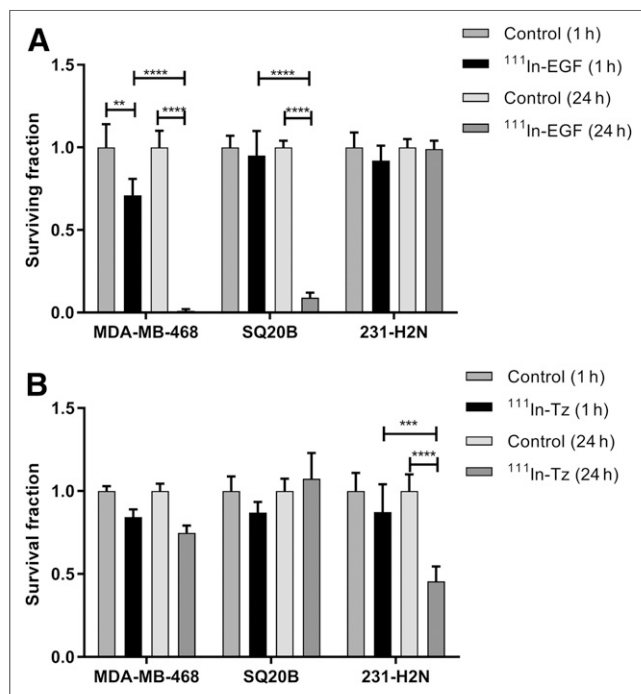 A
Control (1 h)
¹¹¹In-EGF (1 h)
Control (24 h)
¹¹¹In-EGF (24 h)
Surviving fraction
1.5
1.0
0.5
0.0
****
****
**
****
****
MDA-MB-468 SQ20B 231-H2N
B
Control (1 h)
¹¹¹In-Tz (1 h)
Control (24 h)
¹¹¹In-Tz (24 h)
Survival fraction
1.5
1.0
0.5
0.0
***
****
MDA-MB-468 SQ20B 231-H2N